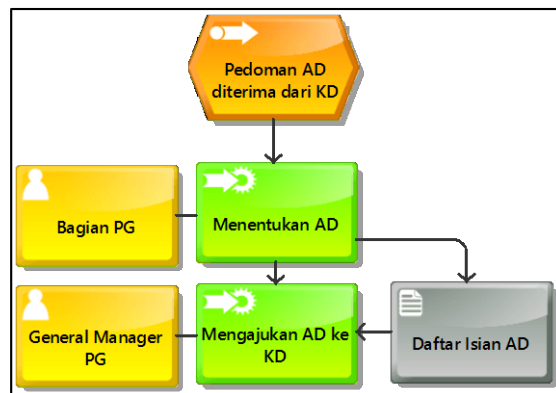 Pedoman AD
diterima dari KD
Bagian PG
Menentukan AD
General Manager
PG
Mengajukan AD ke
KD
Daftar Isian AD